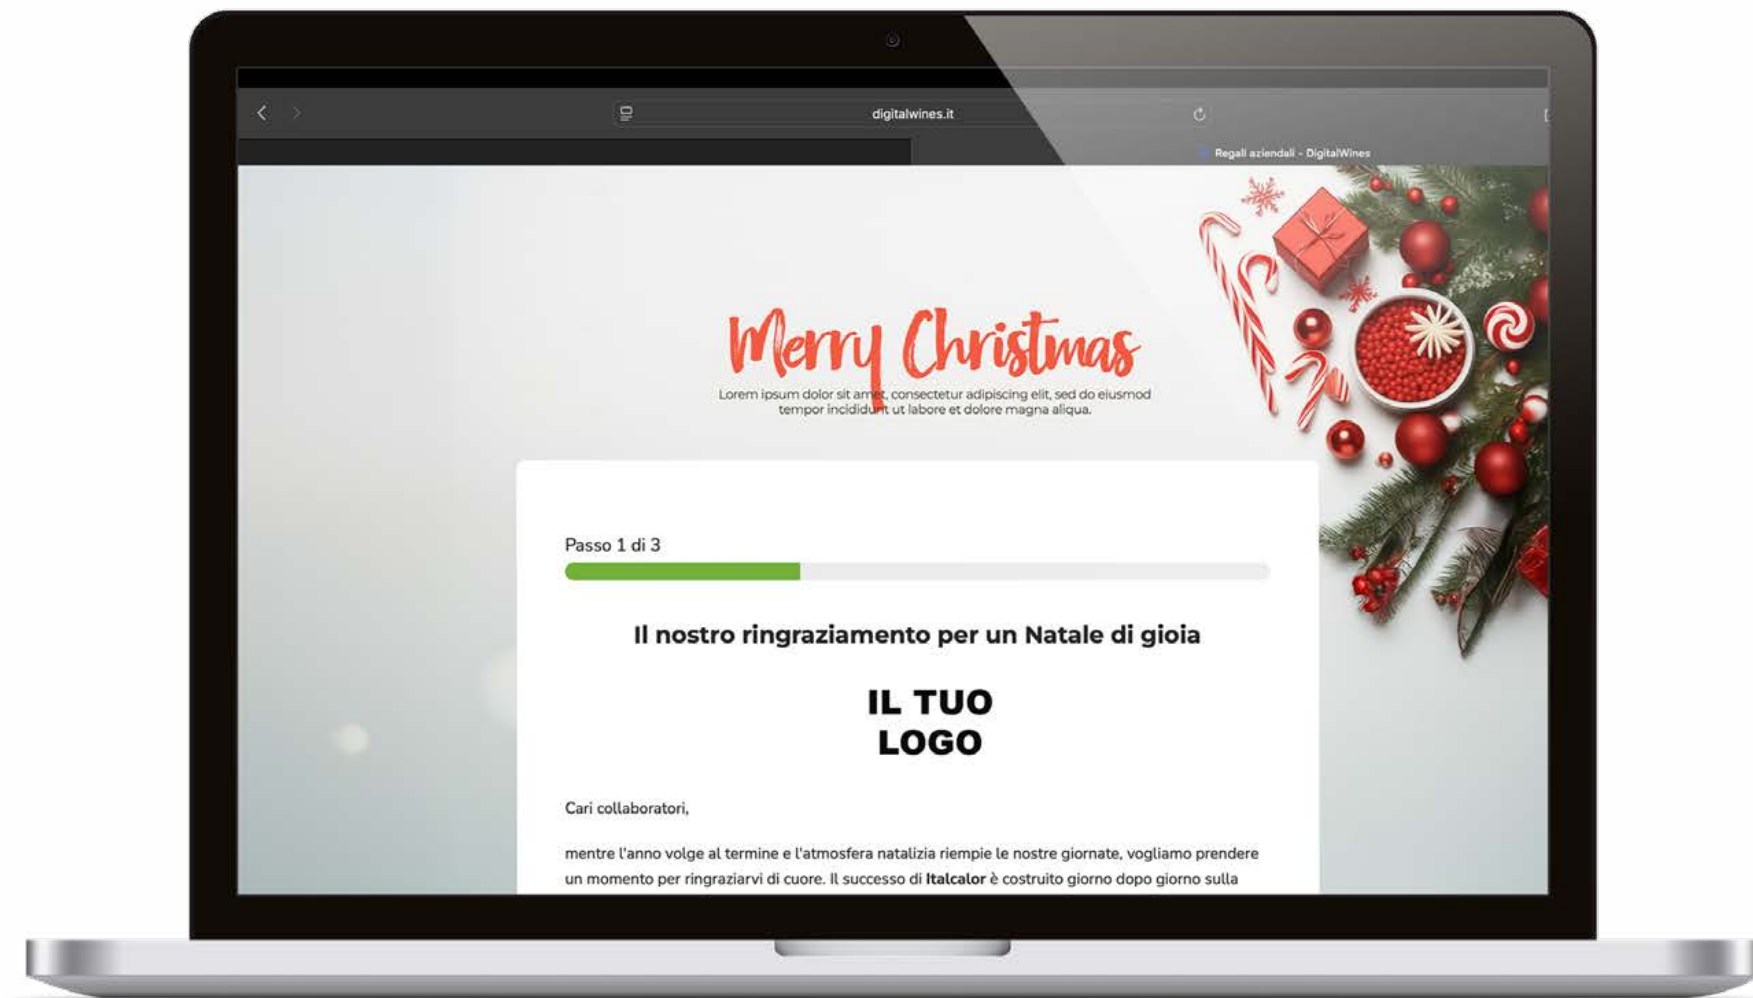 digitalwines.it
Regali aziendali - DigitalWines
Merry Christmas
Lorem ipsum dolor sit amet, consectetur adipiscing elit, sed do eiusmod
tempor incididunt ut labore et dolore magna aliqua.
Passo 1 di 3
Il nostro ringraziamento per un Natale di gioia
IL TUO
LOGO
Cari collaboratori,
mentre l'anno volge al termine e l'atmosfera natalizia riempie le nostre giornate, vogliamo prendere
un momento per ringraziarvi di cuore. Il successo di Italcalor è costruito giorno dopo giorno sulla